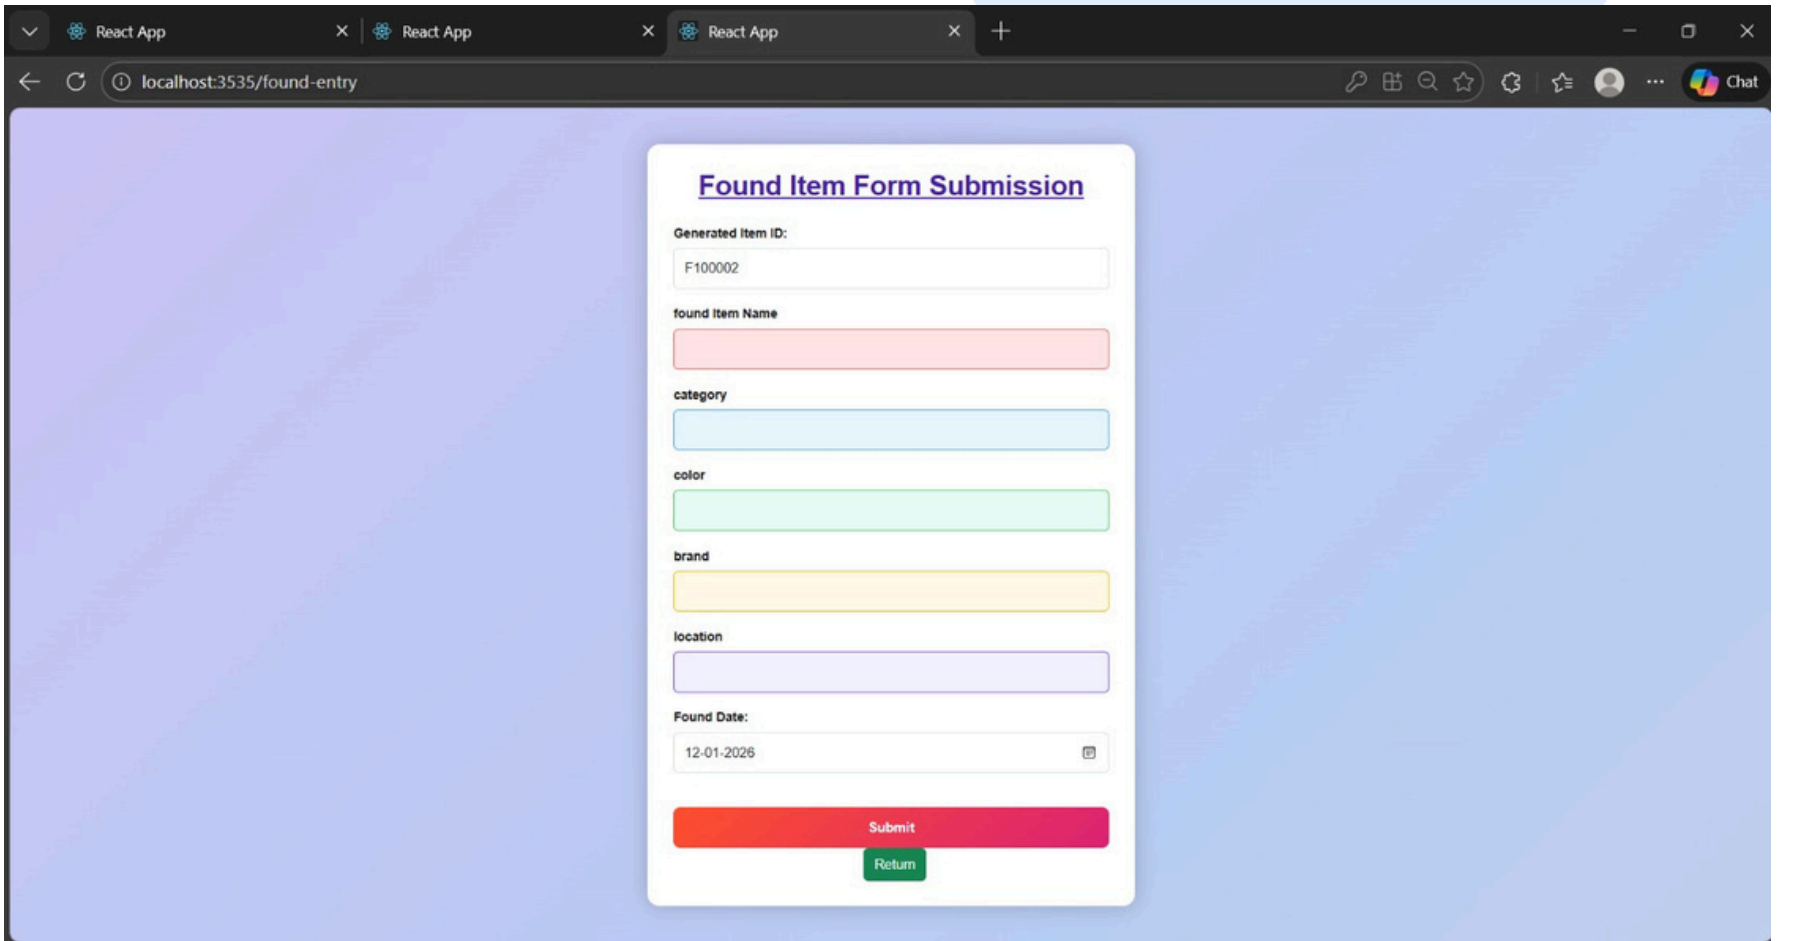 React App
React App
React App
localhost:3535/found-entry
Chat
Found Item Form Submission
Generated Item ID:
F100002
found Item Name
category
color
brand
location
Found Date:
12-01-2026
Submit
Return